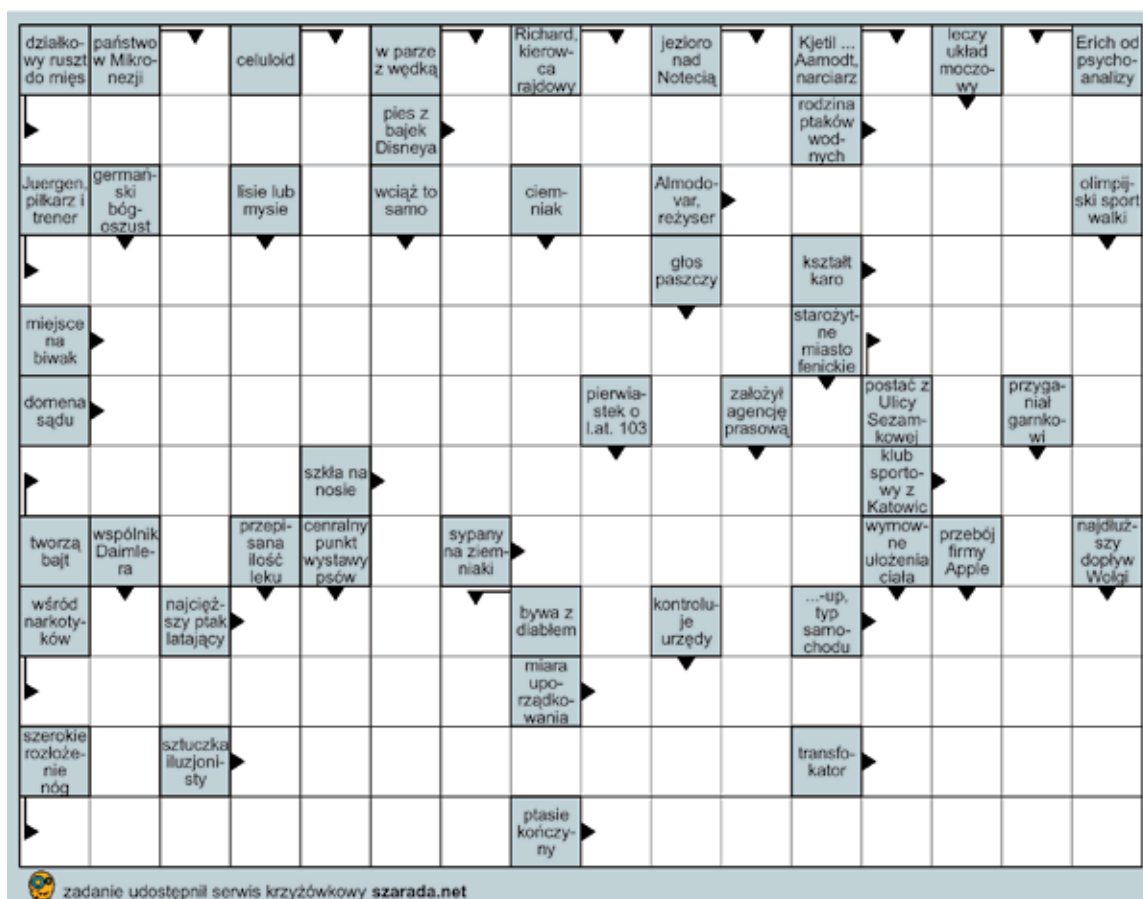 działko-
wy ruszt
do mięs
państwo
w Mikro-
nezji
celuloid
w parze
z wędką
Richard,
kierow-
ca
rajdowy
jezioro
nad
Notecią
Kjetil ...
Aamodt,
narciarz
leczy
układ
moczo-
wy
Erich od
psycho-
analizy
pies z
bajek
Disneya
rodzina
ptaków
wod-
nych
Juergen,
piłkarz i
trener
germań-
ski
bóg-
oszust
lisie lub
mysie
wciąż to
samo
ciem-
niak
Almodo-
var,
reżyser
olimpij-
ski sport
walki
głos
paszczy
kształt
karo
miejsce
na
biwak
starożyt-
ne
miasto
fenickie
domena
sądu
pierwia-
stek o
l.at. 103
założył
agencję
prasową
postać z
Ulicy
Sezam-
kowej
przyga-
niał
garnko-
wi
szkła na
nosie
klub
sporto-
wy z
Katowic
tworzą
bajt
wspólnik
Daimle-
ra
przepi-
sana
ilość
leku
cenralny
punkt
wystawy
psów
sypany
na ziem-
niaki
wymow-
ne
ułożenia
ciała
przebój
firmy
Apple
najdłuż-
szy
dopływ
Wołgi
wśród
narkoty-
ków
najcięż-
szy ptak
latający
bywa z
diabłem
kontrolu-
je
urzędy
...-up,
typ
samo-
chodu
miara
upo-
rządko-
wania
szerokie
rozłoże-
nie
nóg
sztuczka
iluzjoni-
sty
transfo-
kator
ptasie
kończy-
ny
zadanie udostępnił serwis krzyżówkowy szarada.net